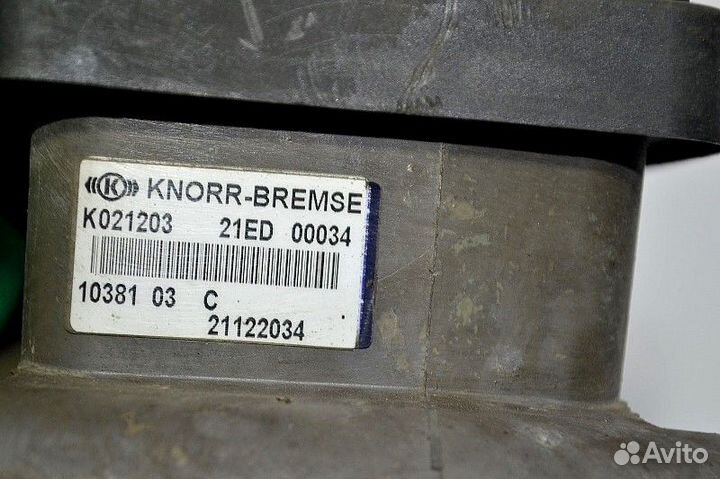 K KNORR-BREMSE
K021203 21ED 00034
10381 03 C
21122034
Avito